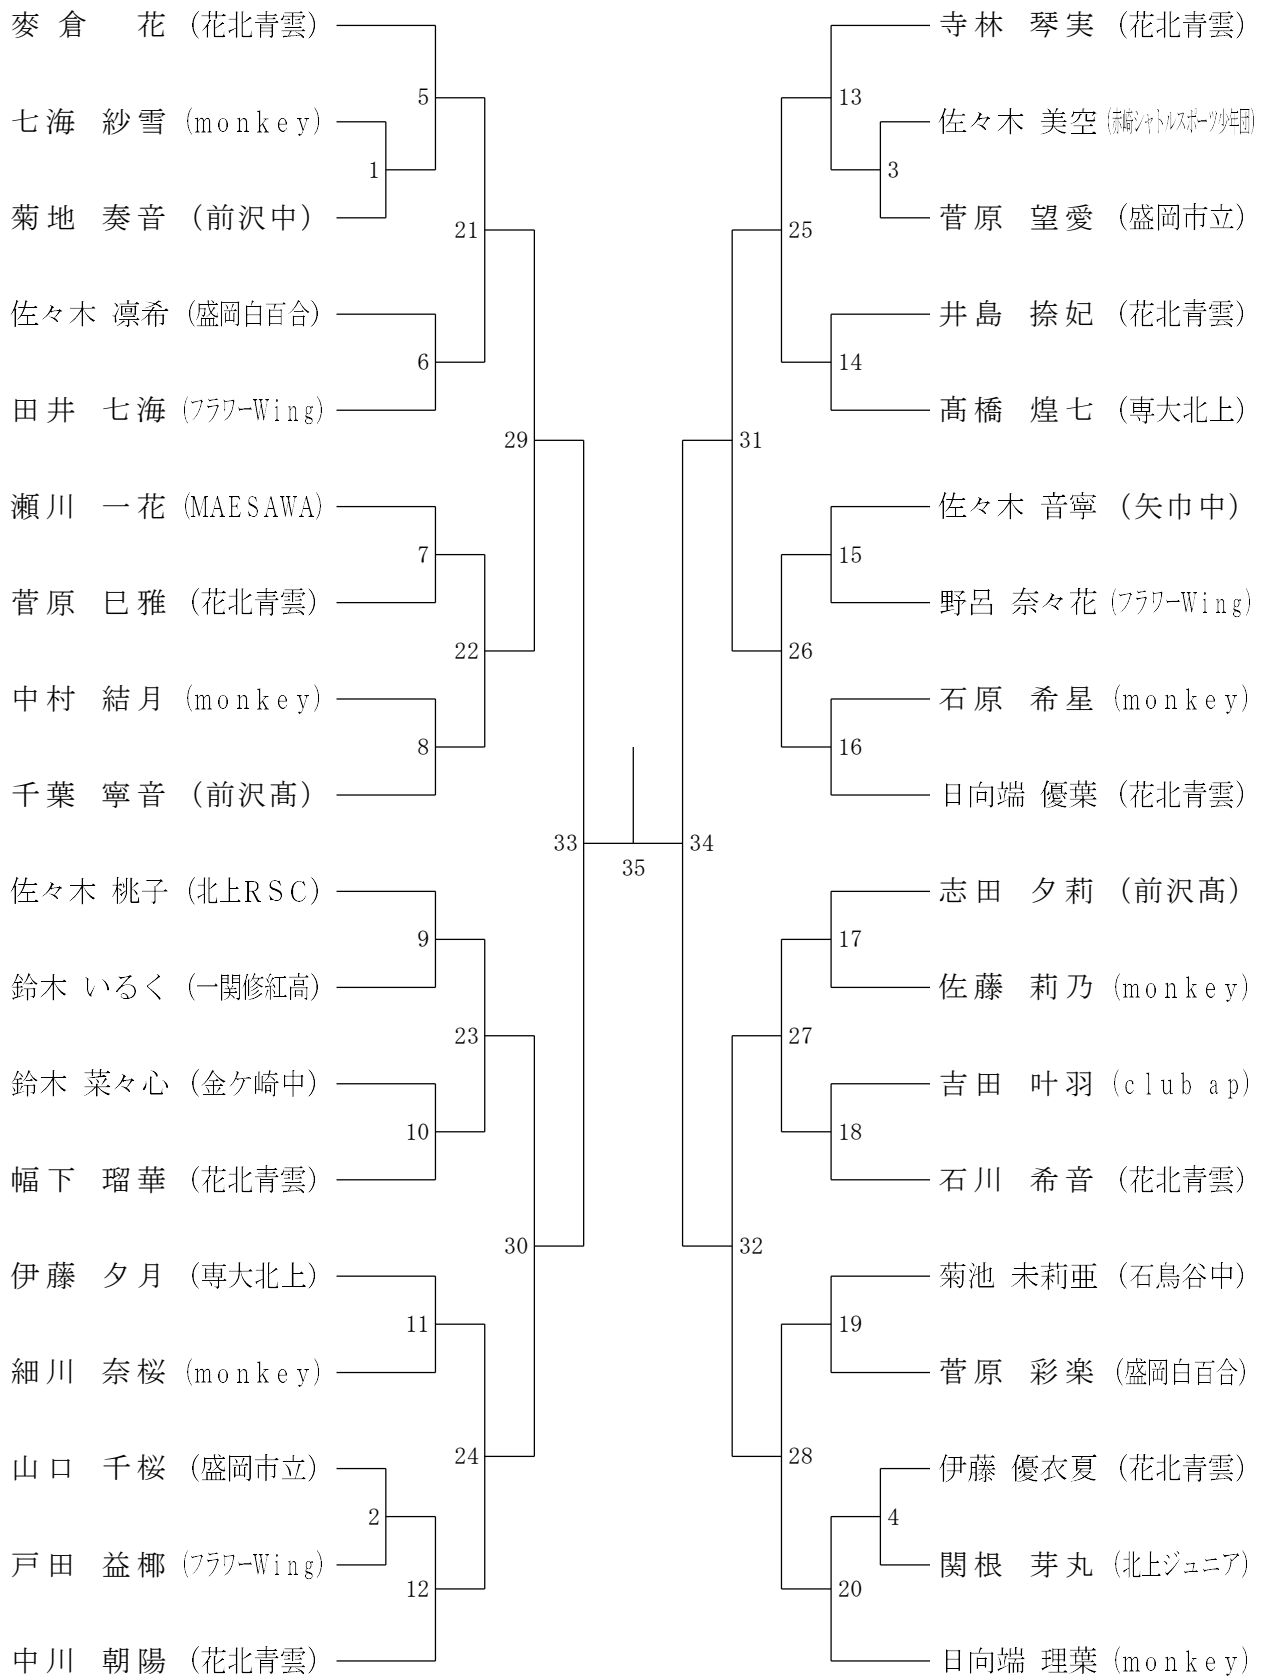 麥倉 花 (花北青雲)
5
七海 紗雪 (monkey)
1
菊地 奏音 (前沢中)
21
佐々木 凛希 (盛岡白百合)
6
田井 七海 (フラワーWing)
29
瀬川 一花 (MAESAWA)
7
菅原 巳雅 (花北青雲)
22
中村 結月 (monkey)
8
千葉 寧音 (前沢髙)
33
佐々木 桃子 (北上RSC)
9
鈴木 いるく (一関修紅高)
23
鈴木 菜々心 (金ケ崎中)
10
幅下 瑠華 (花北青雲)
30
伊藤 夕月 (専大北上)
11
細川 奈桜 (monkey)
24
山口 千桜 (盛岡市立)
2
戸田 益椰 (フラワーWing)
12
中川 朝陽 (花北青雲)
35
寺林 琴実 (花北青雲)
13
佐々木 美空 (赤崎シャトルスポーツ少年団)
3
菅原 望愛 (盛岡市立)
25
井島 捺妃 (花北青雲)
14
髙橋 煌七 (専大北上)
31
佐々木 音寧 (矢巾中)
15
野呂 奈々花 (フラワーWing)
26
石原 希星 (monkey)
16
日向端 優葉 (花北青雲)
34
志田 夕莉 (前沢髙)
17
佐藤 莉乃 (monkey)
27
吉田 叶羽 (club ap)
18
石川 希音 (花北青雲)
32
菊池 未莉亜 (石鳥谷中)
19
菅原 彩楽 (盛岡白百合)
28
伊藤 優衣夏 (花北青雲)
4
関根 芽丸 (北上ジュニア)
20
日向端 理葉 (monkey)